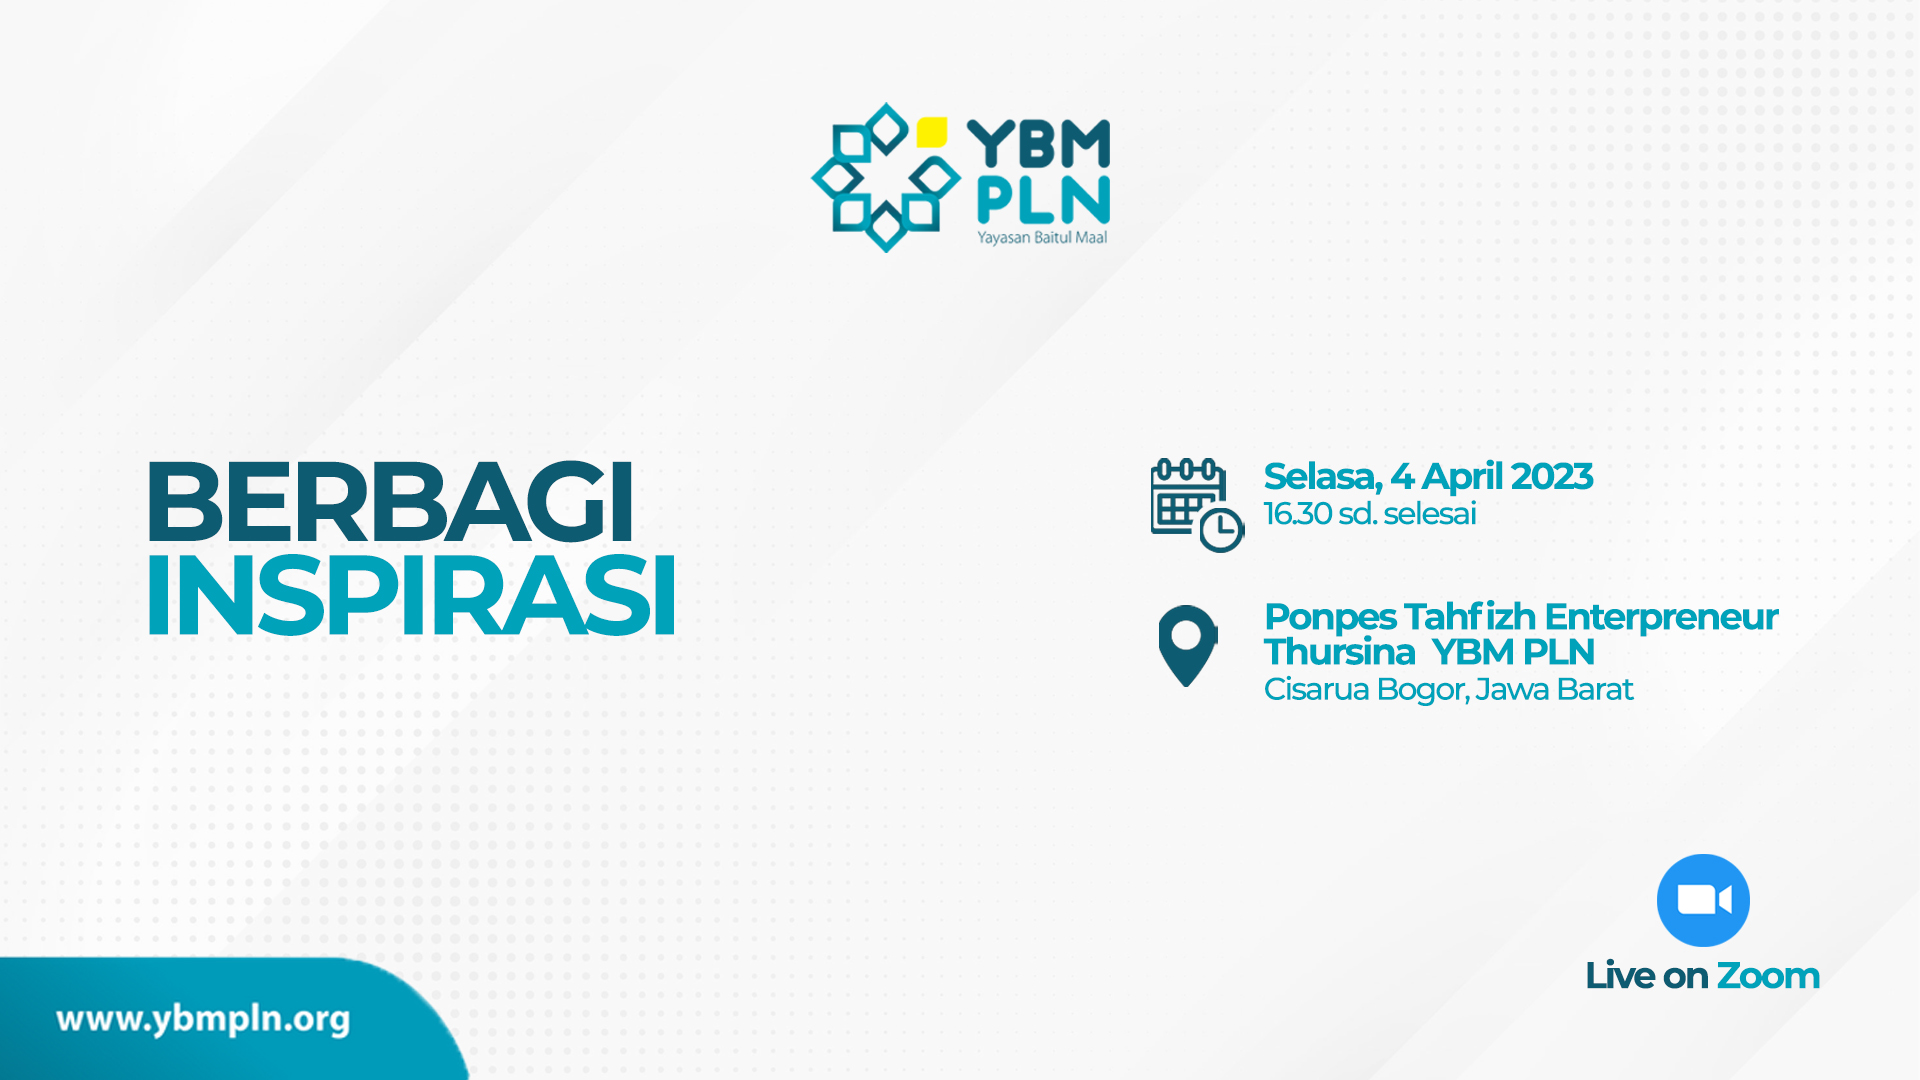 YBM
PLN
Yayasan Baitul Maal
BERBAGI
INSPIRASI
Selasa, 4 April 2023
16.30 sd. selesai
Ponpes Tahfizh Enterpreneur
Thursina YBM PLN
Cisarua Bogor, Jawa Barat
Live on Zoom
www.ybmpln.org